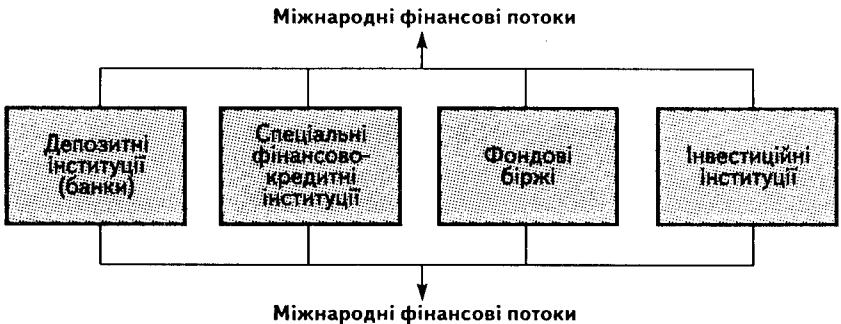 Міжнародні фінансові потоки
Депозитні
інституції
(банки)
Спеціальні
фінансово-
кредитні
інституції
Фондові
біржі
Інвестиційні
інституції
Міжнародні фінансові потоки